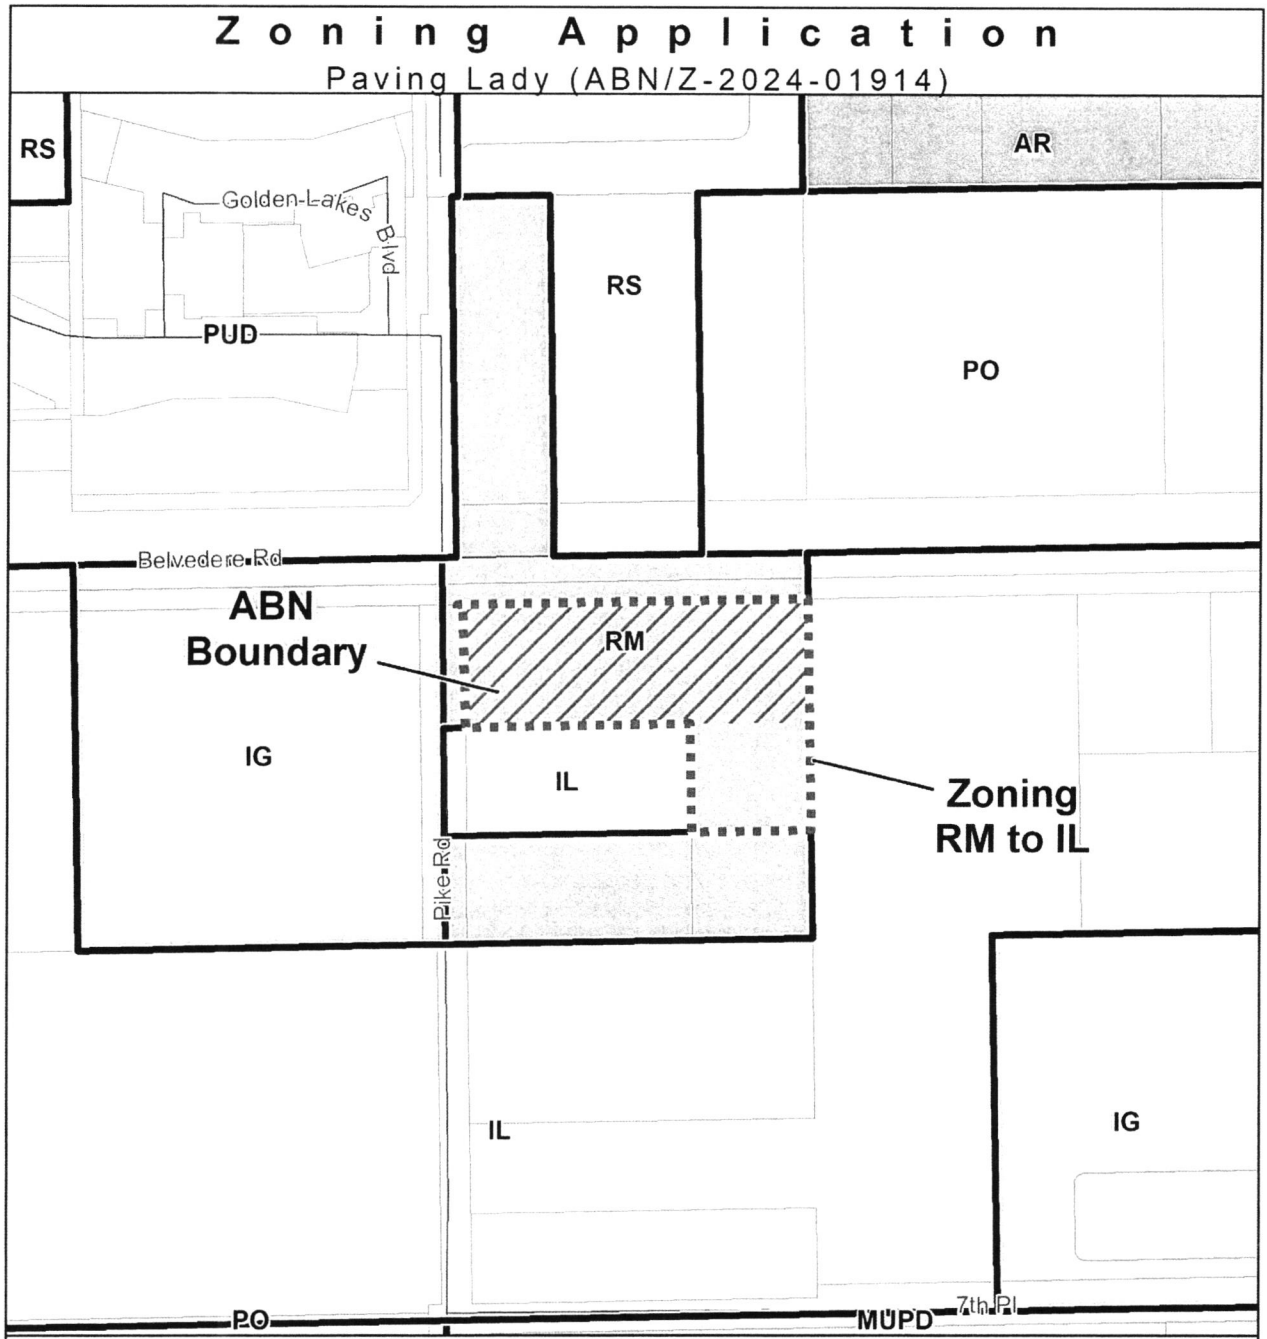 Zoning Application
Paving Lady (ABN/Z-2024-01914)
RS
AR
Golden Lakes Blvd
RS
PUD
PO
Belvedere Rd
ABN
Boundary
RM
IG
IL
Zoning
RM to IL
Pike Rd
IL
IG
7th Pl
PO
MUPD